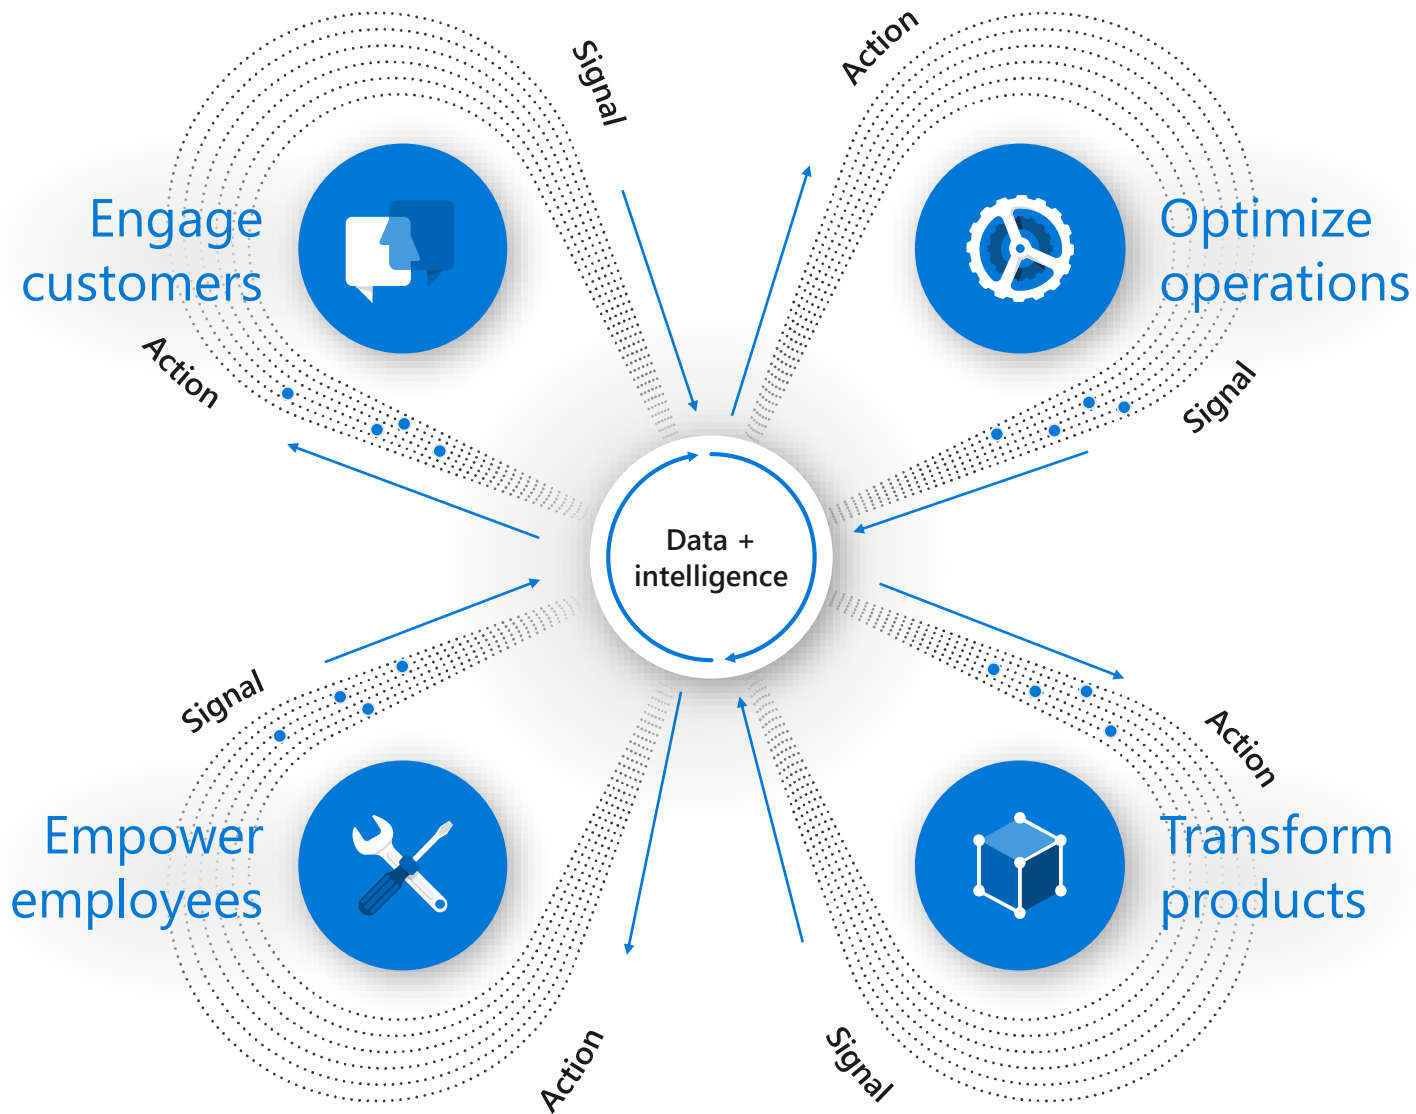 Signal
Action
Engage
customers
Optimize
operations
Action
Signal
Data +
intelligence
Signal
Action
Empower
employees
Transform
products
Action
Signal